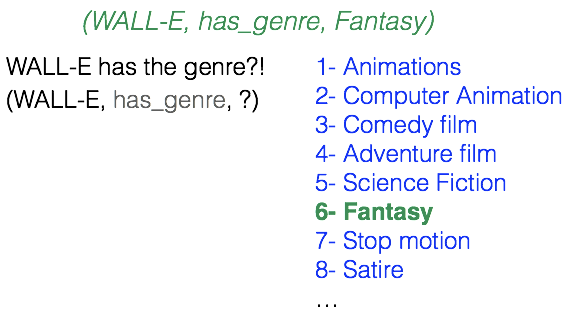 (WALL-E, has_genre, Fantasy)
WALL-E has the genre?!
(WALL-E, has_genre, ?)
1- Animations
2- Computer Animation
3- Comedy film
4- Adventure film
5- Science Fiction
6- Fantasy
7- Stop motion
8- Satire
...